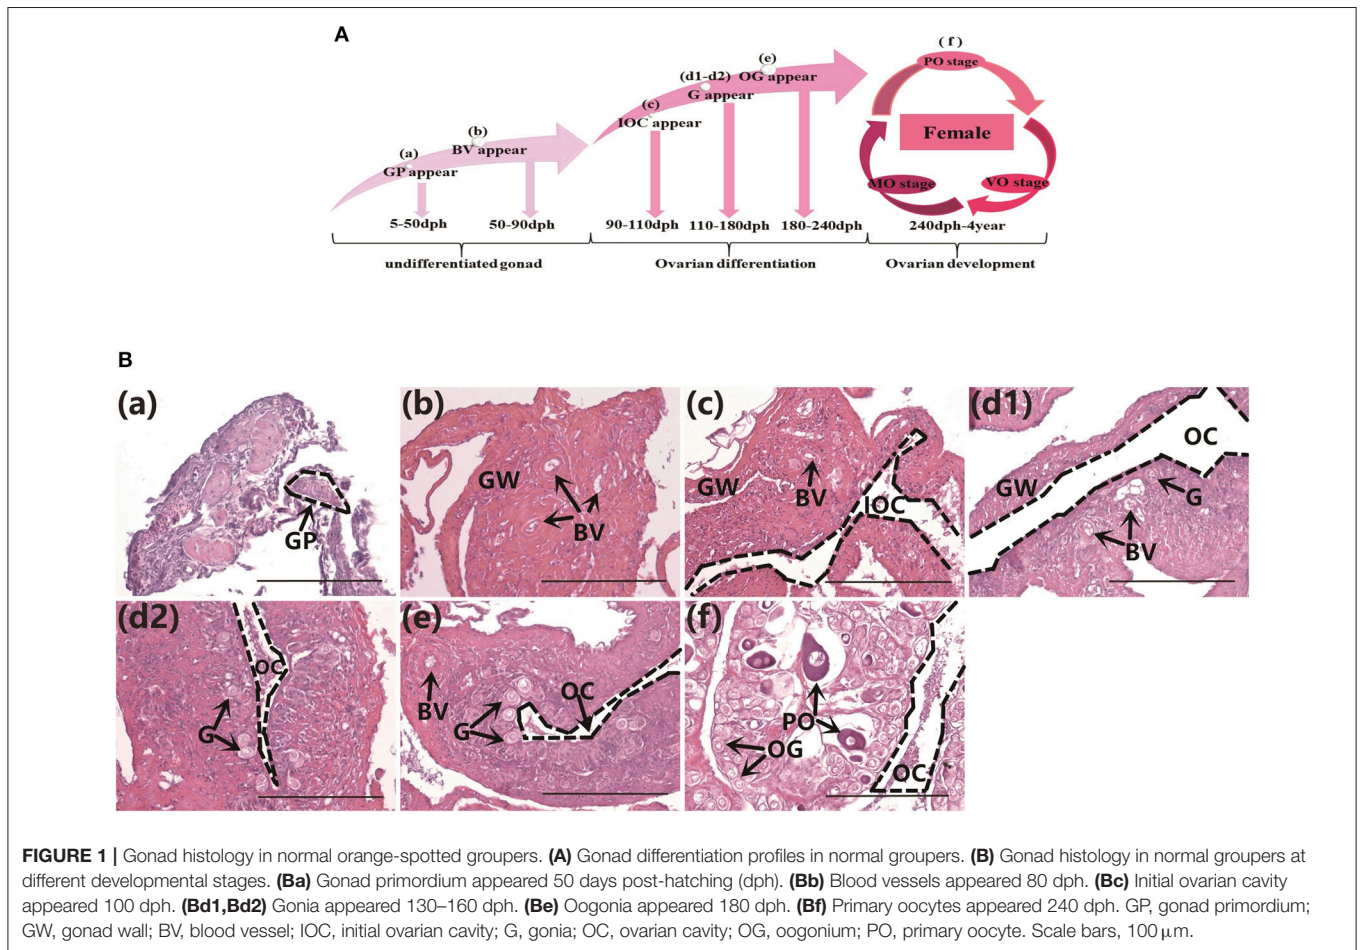 A
(f)
PO stage
(e)
(d1-d2) OG appear
G appear
(c)
IOC appear
Female
(b)
BV appear
(a)
GP appear
MO stage VO stage
5-50dph 50-90dph 90-110dph 110-180dph 180-240dph 240dph-4year
undifferentiated gonad Ovarian differentiation Ovarian development
B
(a) (b) (c) (d1)
GP
GW BV
GW BV IOC
OC GW G BV
(d2) (e) (f)
OC G
OC BV G
PO OG OC
FIGURE 1 | Gonad histology in normal orange-spotted groupers. (A) Gonad differentiation profiles in normal groupers. (B) Gonad histology in normal groupers at
different developmental stages. (Ba) Gonad primordium appeared 50 days post-hatching (dph). (Bb) Blood vessels appeared 80 dph. (Bc) Initial ovarian cavity
appeared 100 dph. (Bd1,Bd2) Gonia appeared 130–160 dph. (Be) Oogonia appeared 180 dph. (Bf) Primary oocytes appeared 240 dph. GP, gonad primordium;
GW, gonad wall; BV, blood vessel; IOC, initial ovarian cavity; G, gonia; OC, ovarian cavity; OG, oogonium; PO, primary oocyte. Scale bars, 100 μm.